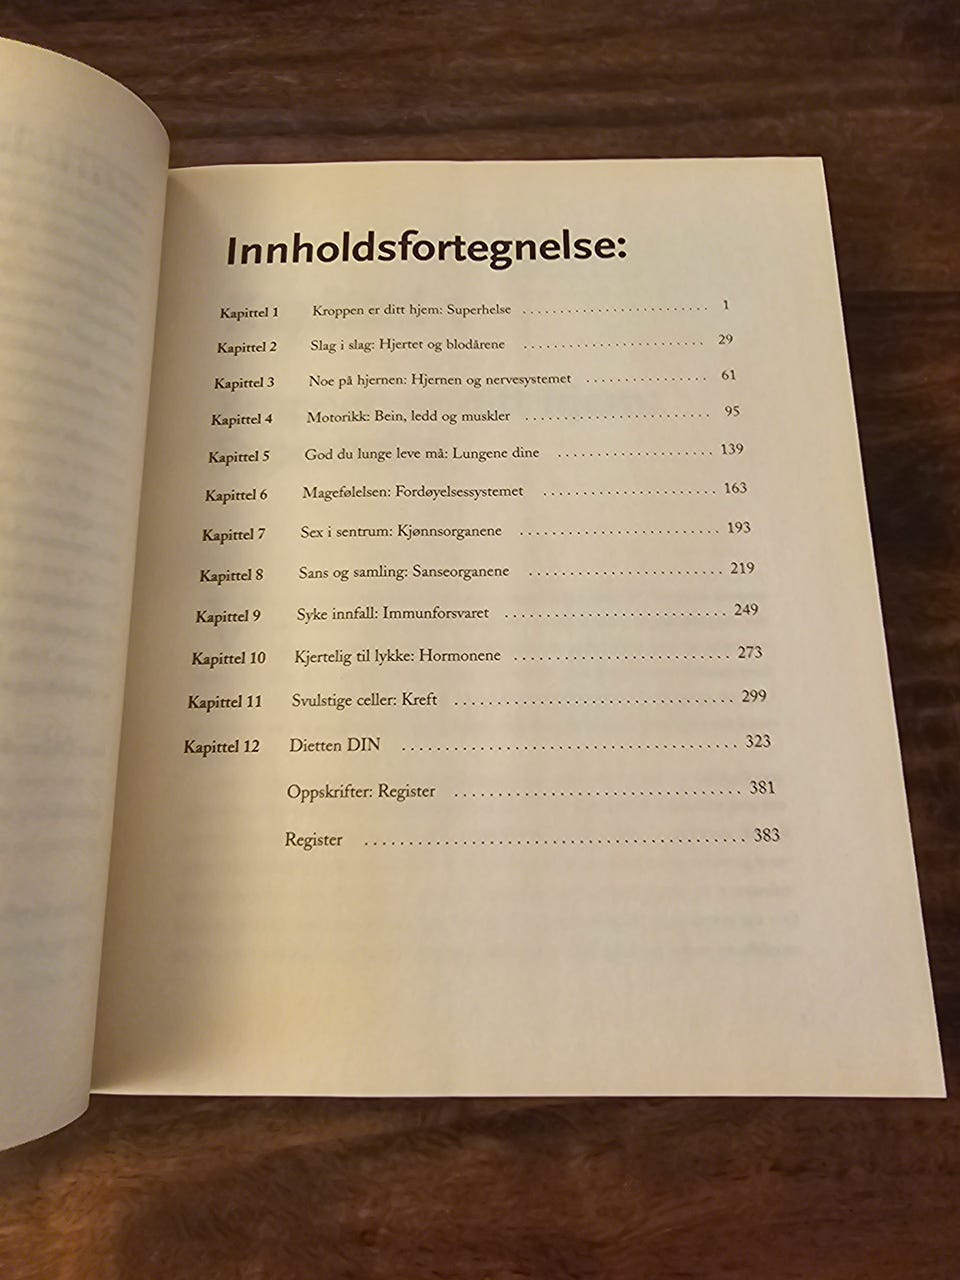 Innholdsfortegnelse:
Kapittel 1 Kroppen er ditt hjem: Superhelse ......................... 1
Kapittel 2 Slag i slag: Hjertet og blodårene ........................ 29
Kapittel 3 Noe på hjernen: Hjernen og nervesystemet ................ 61
Kapittel 4 Motorikk: Bein, ledd og muskler ......................... 95
Kapittel 5 God du lunge leve må: Lungene dine ..................... 139
Kapittel 6 Magefølelsen: Fordøyelsessystemet ....................... 163
Kapittel 7 Sex i sentrum: Kjønnsorganene .......................... 193
Kapittel 8 Sans og samling: Sanseorganene ......................... 219
Kapittel 9 Syke innfall: Immunforsvaret ............................ 249
Kapittel 10 Kjertelig til lykke: Hormonene ........................... 273
Kapittel 11 Svulstige celler: Kreft .................................. 299
Kapittel 12 Dietten DIN .......................................... 323
Oppskrifter: Register .................................... 381
Register ............................................... 383